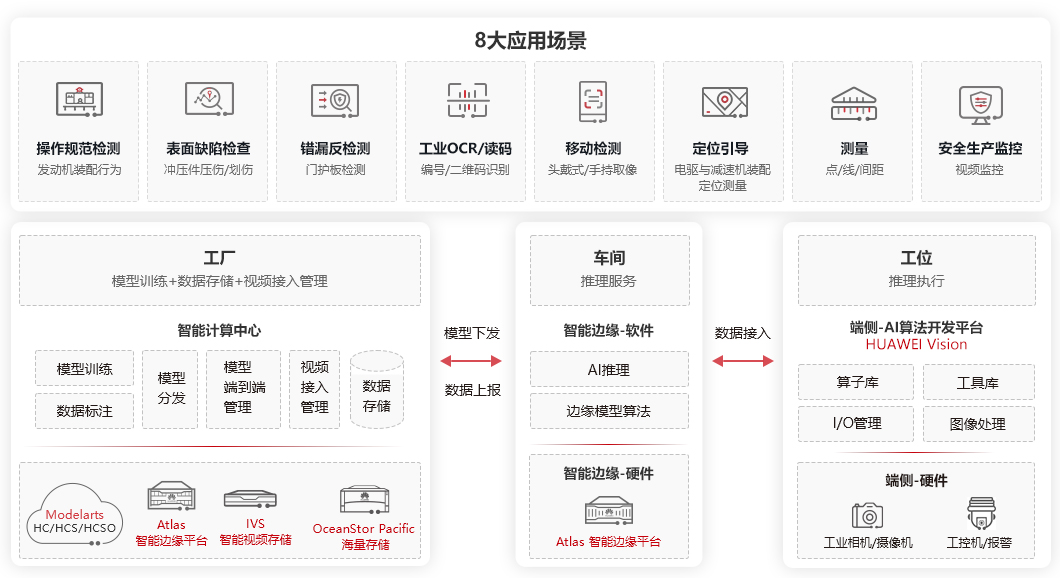 8大应用场景
操作规范检测
发动机装配行为
表面缺陷检查
冲压件压伤/划伤
错漏反检测
门护板检测
工业OCR/读码
编号/二维码识别
移动检测
头戴式/手持取像
定位引导
电驱与减速机装配
定位测量
测量
点/线/间距
安全生产监控
视频监控
工厂
模型训练+数据存储+视频接入管理
智能计算中心
模型训练
数据标注
模型
分发
模型
端到端
管理
视频
接入
管理
数据
存储
Modelarts
HC/HCS/HCSO
Atlas
智能边缘平台
IVS
智能视频存储
OceanStor Pacific
海量存储
模型下发
数据上报
车间
推理服务
智能边缘-软件
AI推理
边缘模型算法
智能边缘-硬件
Atlas 智能边缘平台
数据接入
工位
推理执行
端侧-AI算法开发平台
HUAWEI Vision
算子库
工具库
I/O管理
图像处理
端侧-硬件
工业相机/摄像机
工控机/报警